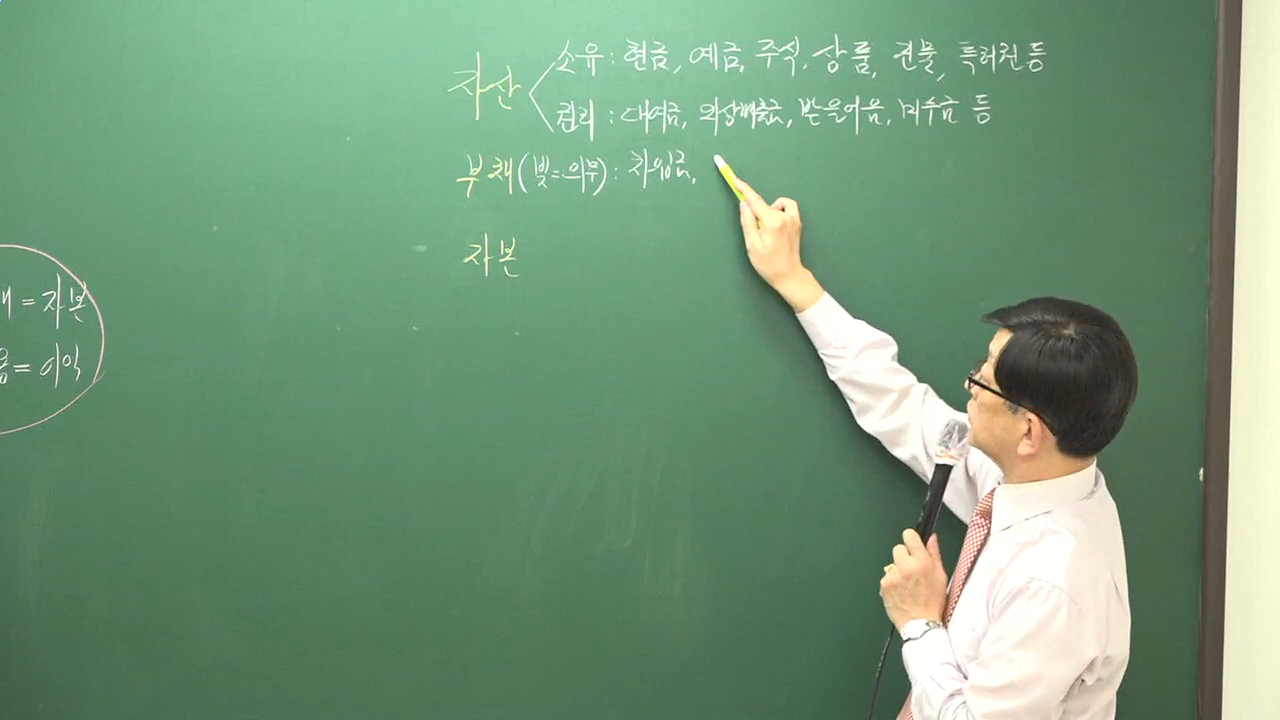 자산 소유 : 현금, 예금, 주식, 상품, 건물, 특허권 등
권리 : 대여금, 외상매출금, 받을어음, 미수금 등
부채 (빚=의무) : 차입금,
자본
채 = 자본
용 = 이익